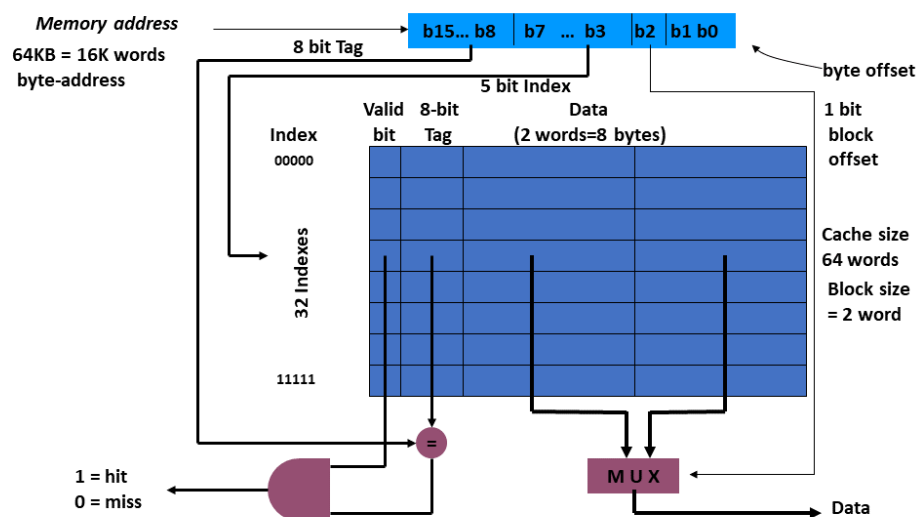 Memory address
64KB = 16K words
byte-address
8 bit Tag
b15... b8
b7 ... b3
b2
b1 b0
byte offset
5 bit Index
1 bit
block
offset
Index
Valid
bit
8-bit
Tag
Data
(2 words=8 bytes)
00000
32 Indexes
11111
Cache size
64 words
Block size
= 2 word
=
1 = hit
0 = miss
M U X
Data